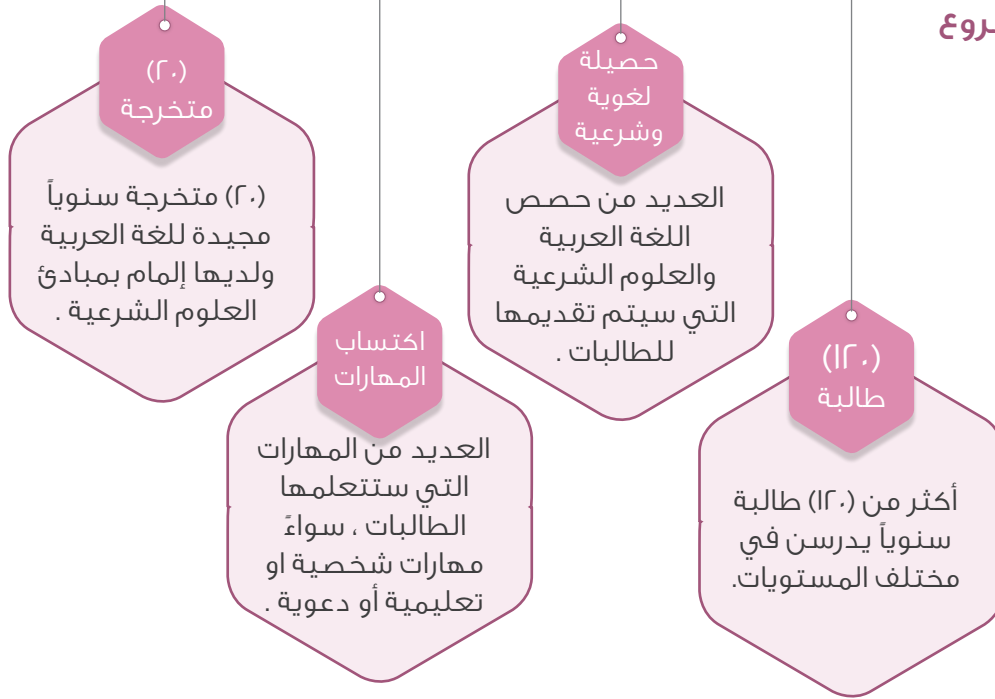 (١٢٠)
طالبة
أكثر من (١٢٠) طالبة
سنوياً يدرسن في
مختلف المستويات.
حصيلة
لغوية
وشرعية
العديد من حصص
اللغة العربية
والعلوم الشرعية
التي سيتم تقديمها
للطالبات .
اكتساب
المهارات
العديد من المهارات
التي ستتعلمها
الطالبات ، سواءً
مهارات شخصية او
تعليمية أو دعوية .
(٢٠)
متخرجة
(٢٠) متخرجة سنوياً
مجيدة للغة العربية
ولديها إلمام بمبادئ
العلوم الشرعية .